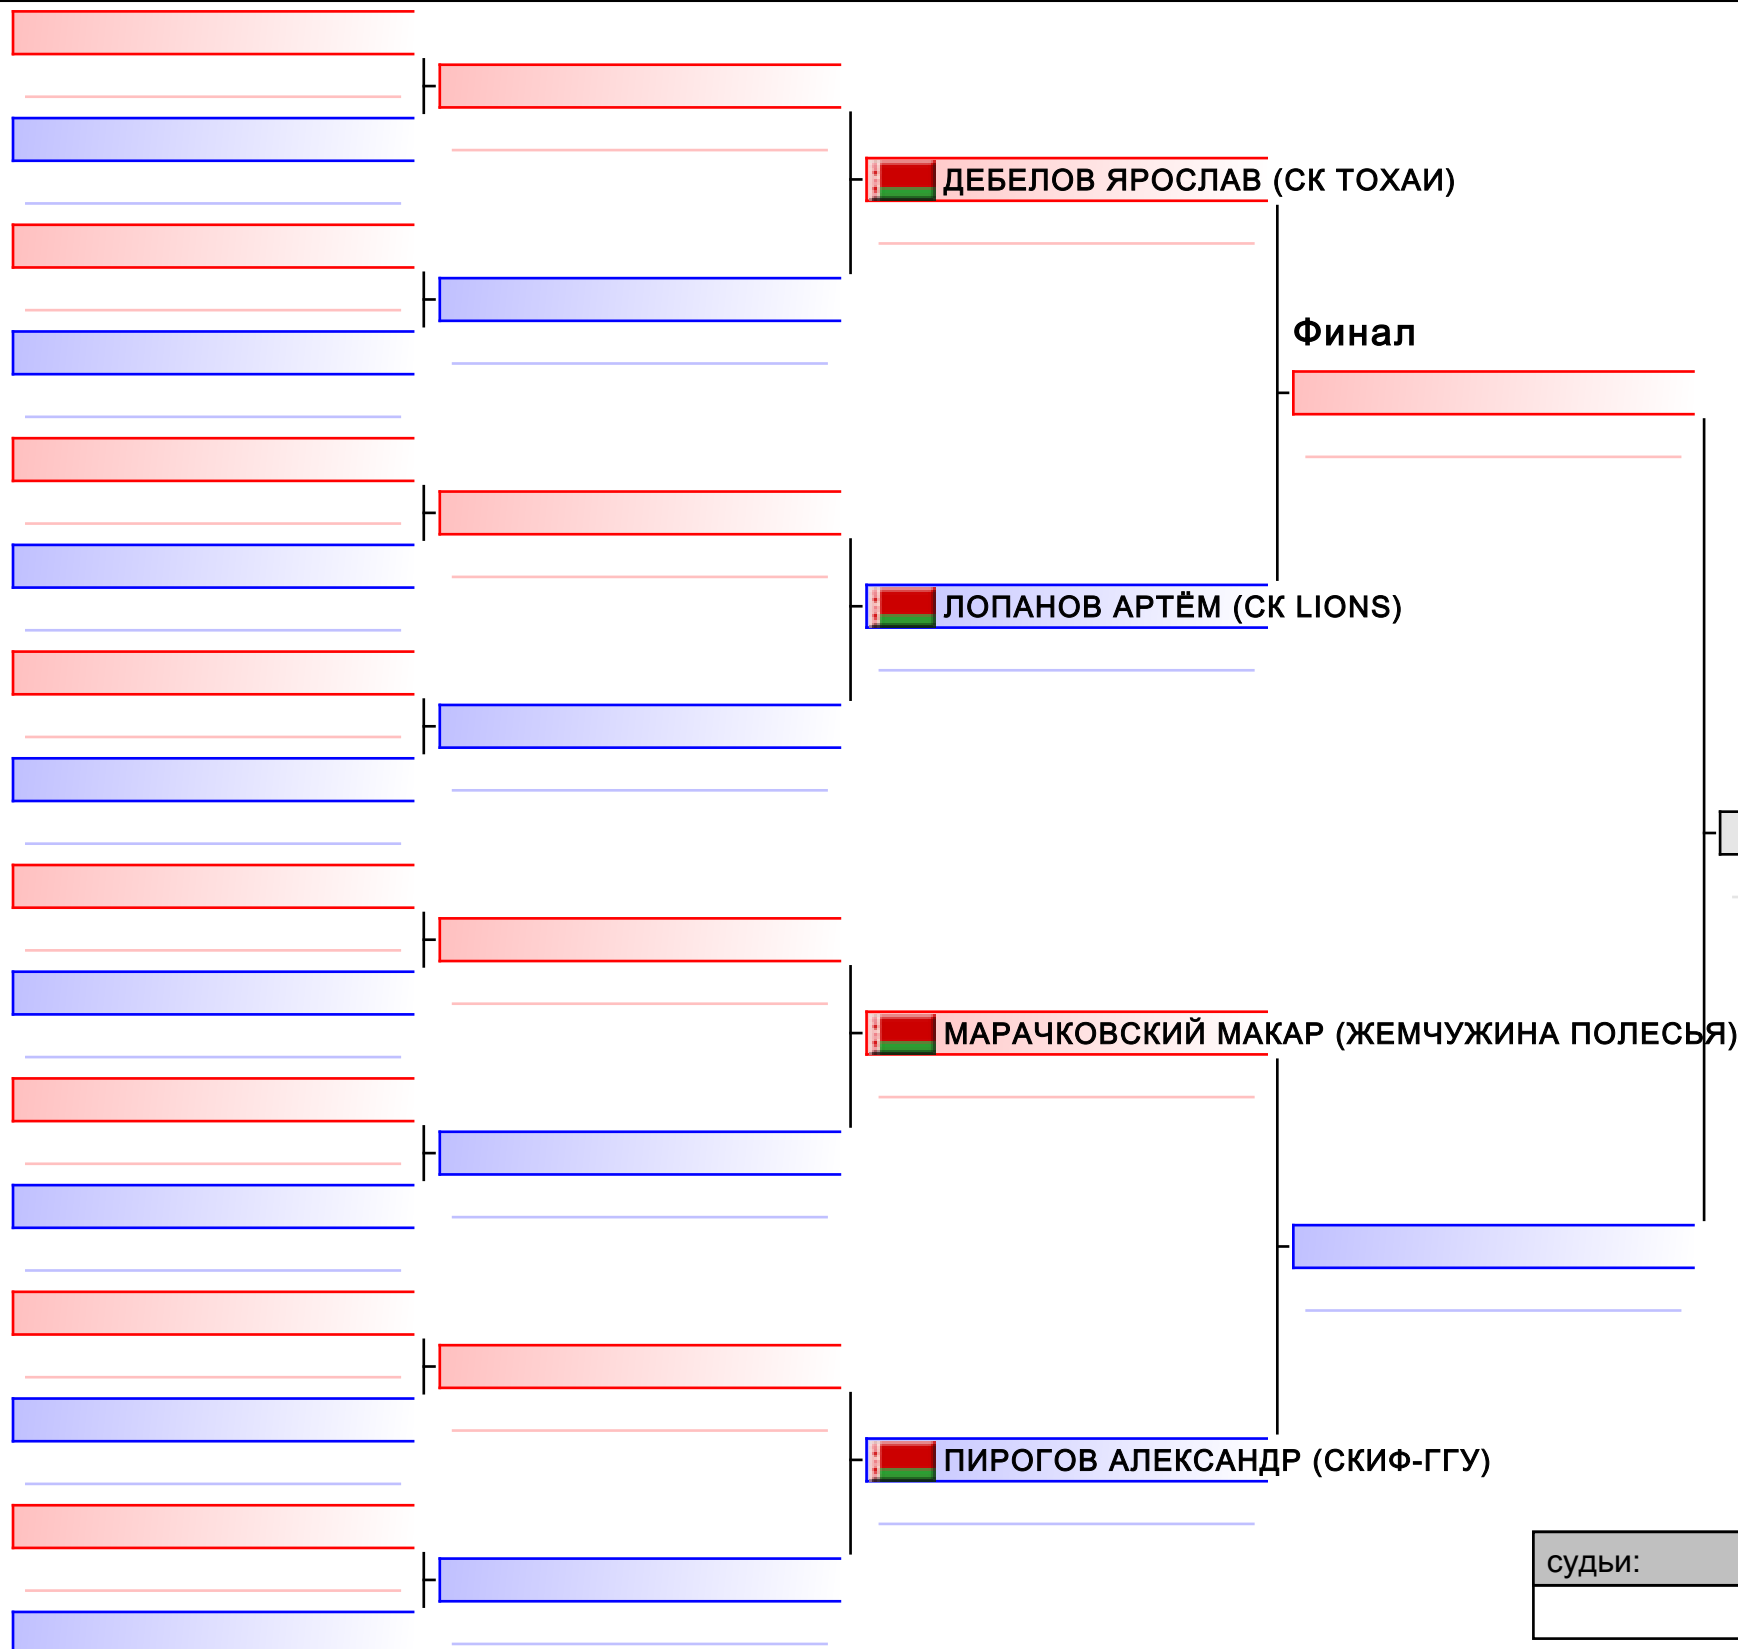 ДЕБЕЛОВ ЯРОСЛАВ (СК ТОХАИ)
Финал
ЛОПАНОВ АРТЁМ (СК LIONS)
МАРАЧКОВСКИЙ МАКАР (ЖЕМЧУЖИНА ПОЛЕСЬЯ)
ПИРОГОВ АЛЕКСАНДР (СКИФ-ГГУ)
судьи: